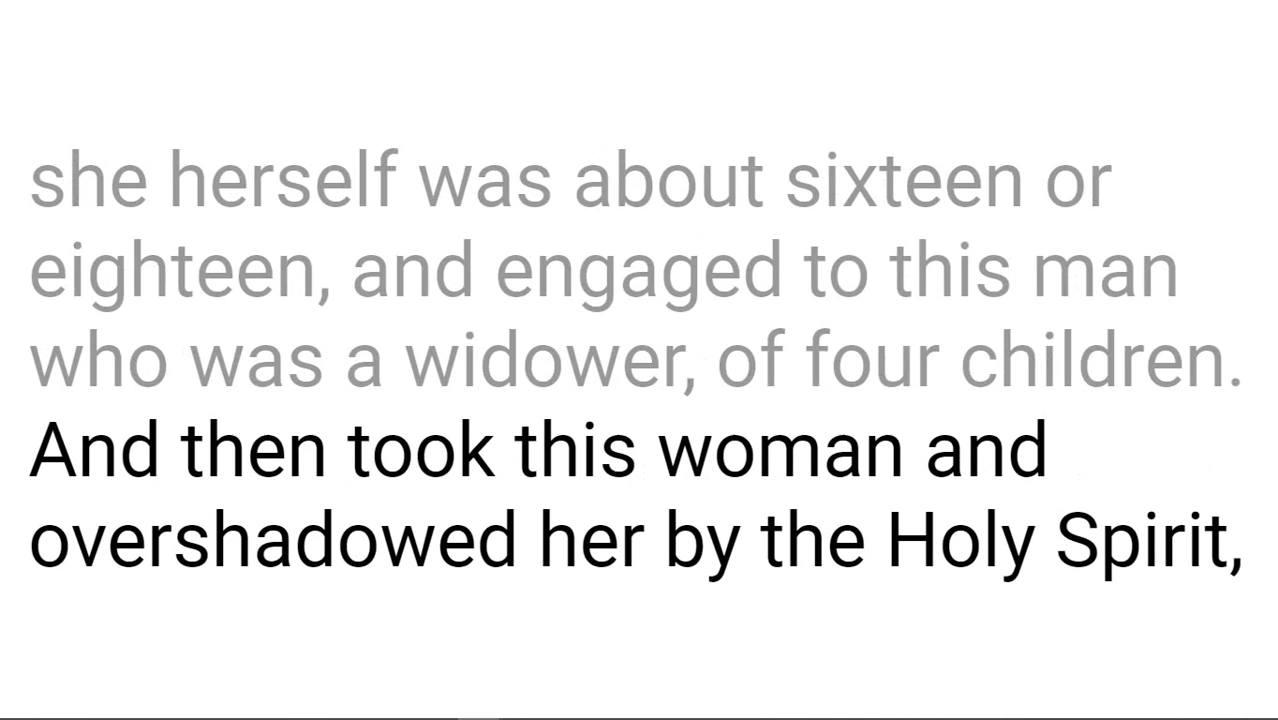 she herself was about sixteen or
eighteen, and engaged to this man
who was a widower, of four children.
And then took this woman and
overshadowed her by the Holy Spirit,